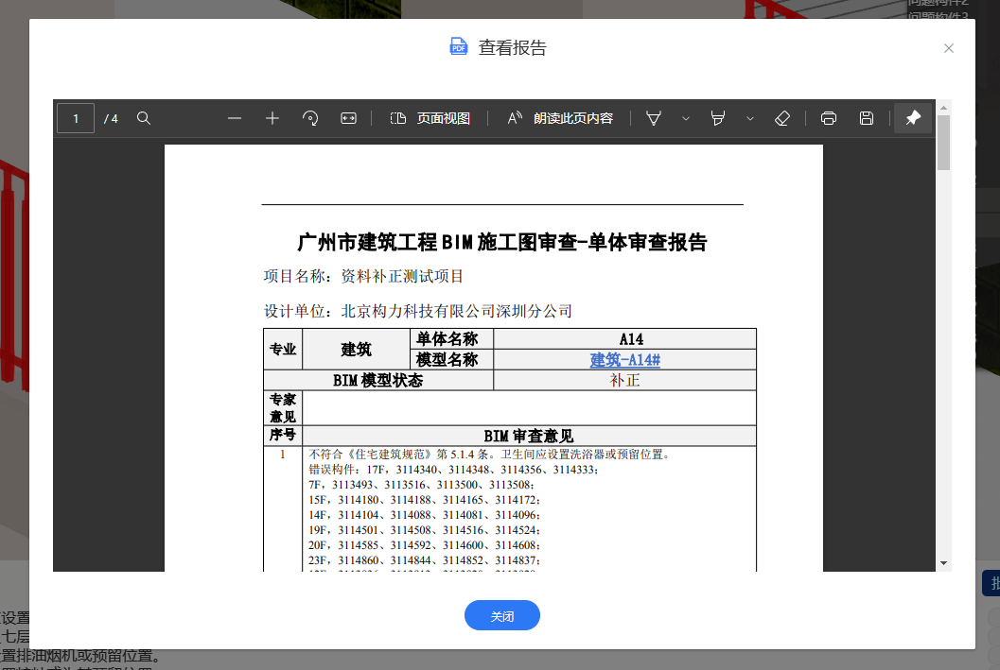 问题构件2
问题构件3
查看报告
1 / 4 页面视图 朗读此页内容
广州市建筑工程 BIM 施工图审查-单体审查报告
项目名称：资料补正测试项目
设计单位：北京构力科技有限公司深圳分公司
专业 建筑 单体名称 A14
模型名称 建筑-A14#
BIM 模型状态 补正
专家意见
序号 BIM 审查意见
1 不符合《住宅建筑规范》第 5.1.4 条。卫生间应设置洗浴器或预留位置。
错误构件：17F，3114340、3114348、3114356、3114333；
7F，3113493、3113516、3113500、3113508；
15F，3114180、3114188、3114165、3114172；
14F，3114104、3114088、3114081、3114096；
19F，3114501、3114508、3114516、3114524；
20F，3114585、3114592、3114600、3114608；
23F，3114860、3114844、3114852、3114837；
关闭
设置
七层
置排油烟机或预留位置。